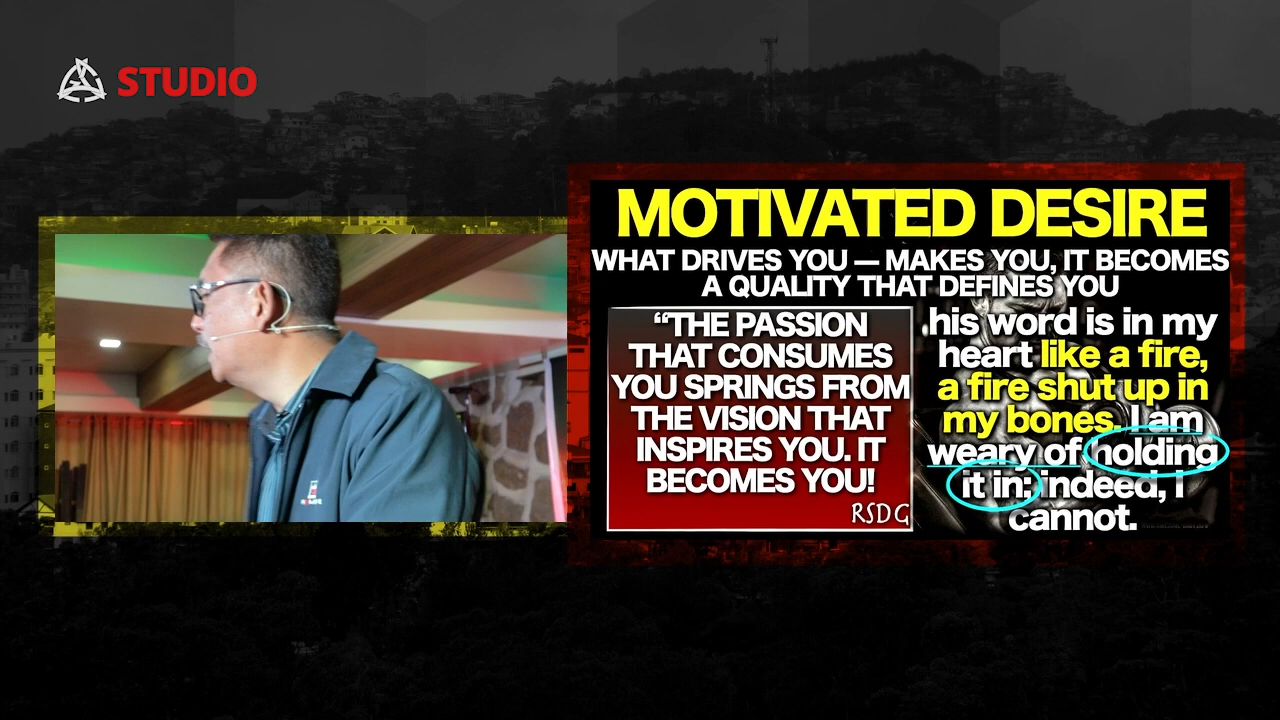 STUDIO
MOTIVATED DESIRE
WHAT DRIVES YOU — MAKES YOU, IT BECOMES
A QUALITY THAT DEFINES YOU
“THE PASSION
THAT CONSUMES
YOU SPRINGS FROM
THE VISION THAT
INSPIRES YOU. IT
BECOMES YOU!
RSDG
.his word is in my
heart like a fire,
a fire shut up in
my bones. I am
weary of holding
it in; indeed, I
cannot.